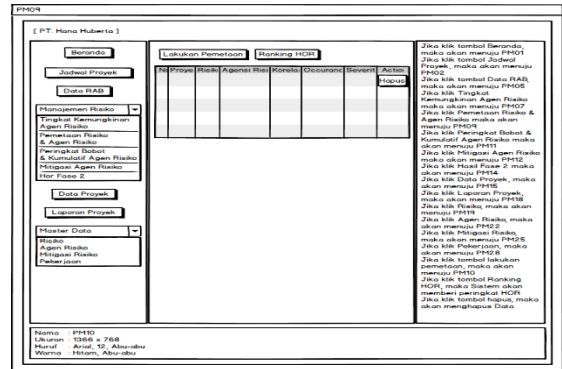 PM09
[ PT. Hana Huberta ]
Beranda
Jadwal Proyek
Data RAB
Manajemen Risiko
Tingkat Kemungkinan
Agen Risiko
Pemetaan Risiko
& Agen Risiko
Peringkat Bobot
& Kumulatif Agen Risiko
Mitigasi Agen Risiko
Hor Fase 2
Data Proyek
Laporan Proyek
Master Data
Risiko
Agen Risiko
Mitigasi Risiko
Pekerjaan
Lakukan Pemetaan
Ranking HOR
No Proye Risiko Agensi Risi Korela Occuranc Severit Action
Hapus
Jika klik tombol Beranda,
maka akan menuju PM01
Jika klik tombol Jadwal
Proyek, maka akan menuju
PM02
Jika klik tombol Data RAB,
maka akan menuju PM05
Jika klik Tingkat
Kemungkinan Agen Risiko
maka akan menuju PM07
Jika klik Pemetaan Risiko &
Agen Risiko maka akan
menuju PM09
Jika klik Peringkat Bobot &
Kumulatif Agen Risiko maka
akan menuju PM11
Jika klik Mitigasi Agen Risiko
maka akan menuju PM12
Jika klik Hasil Fase 2, maka
akan menuju PM14
Jika klik Data Proyek, maka
akan menuju PM15
Jika klik Laporan Proyek,
maka akan menuju PM18
Jika klik Risiko, maka akan
menuju PM19
Jika klik Agen Risiko, maka
akan menuju PM22
Jika klik Mitigasi Risiko,
maka akan menuju PM25
Jika klik Pekerjaan, maka
akan menuju PM28
Jika klik tombol lakukan
pemetaan, maka akan
menuju PM10
Jika klik tombol Ranking
HOR, maka Sistem akan
memberi peringkat HOR
Jika klik tombol hapus, maka
akan menghapus Data
Nama : PM10
Ukuran : 1366 x 768
Huruf : Arial, 12, Abu-abu
Warna : Hitam, Abu-abu